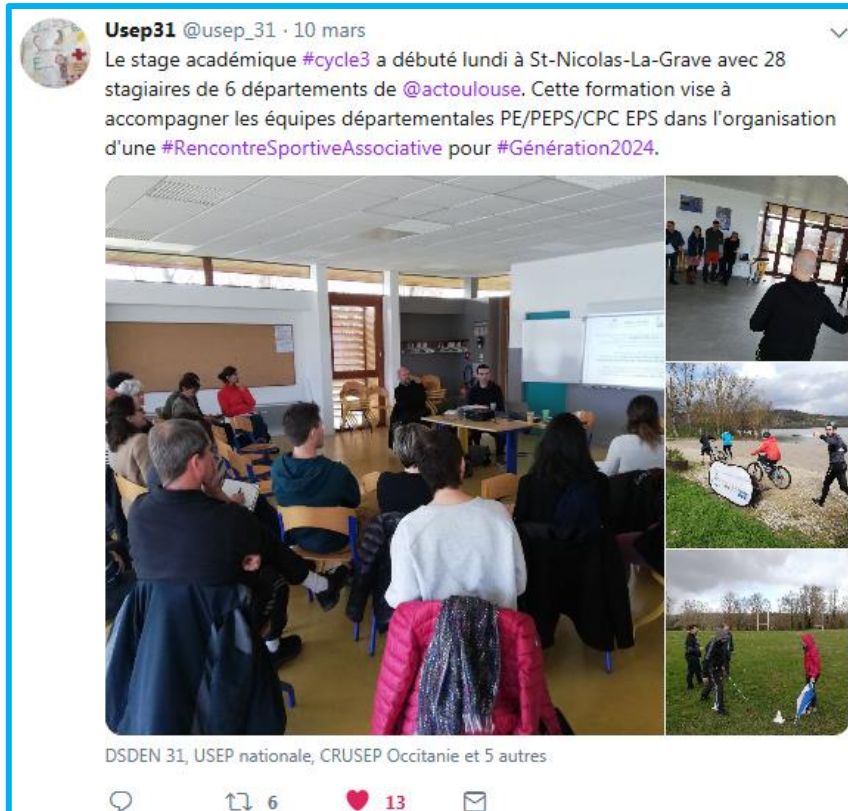 Usep31 @usep_31 · 10 mars
Le stage académique #cycle3 a débuté lundi à St-Nicolas-La-Grave avec 28
stagiaires de 6 départements de @actoulouse. Cette formation vise à
accompagner les équipes départementales PE/PEPS/CPC EPS dans l'organisation
d'une #RencontreSportiveAssociative pour #Génération2024.
DSDEN 31, USEP nationale, CRUSEP Occitanie et 5 autres
6 13